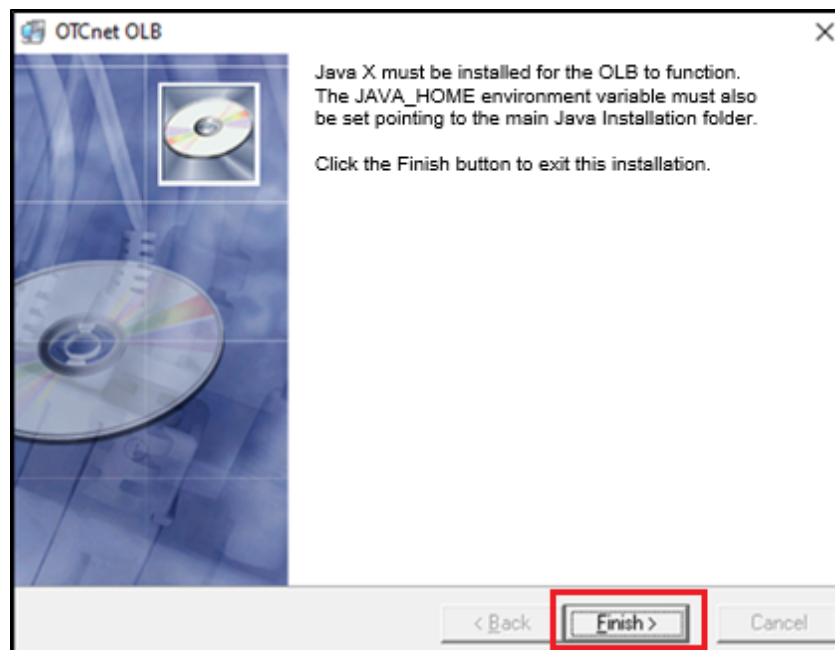 OTCnet OLB
Java X must be installed for the OLB to function.
The JAVA_HOME environment variable must also
be set pointing to the main Java Installation folder.
Click the Finish button to exit this installation.
< Back
Finish >
Cancel